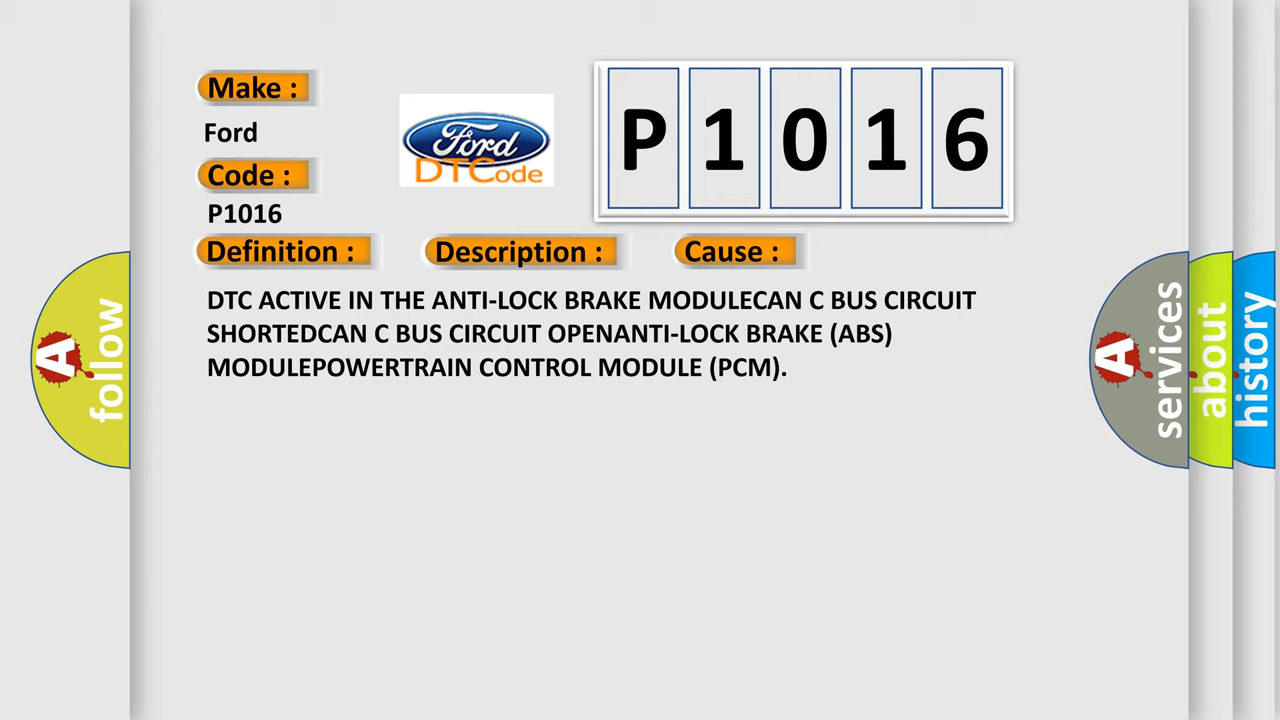 Make :
Ford
Code :
P1016
Ford
DTCode
P 1 0 1 6
Definition :
Description :
Cause :
DTC ACTIVE IN THE ANTI-LOCK BRAKE MODULECAN C BUS CIRCUIT
SHORTEDCAN C BUS CIRCUIT OPENANTI-LOCK BRAKE (ABS)
MODULEPOWERTRAIN CONTROL MODULE (PCM).
A follow
A services
about
history